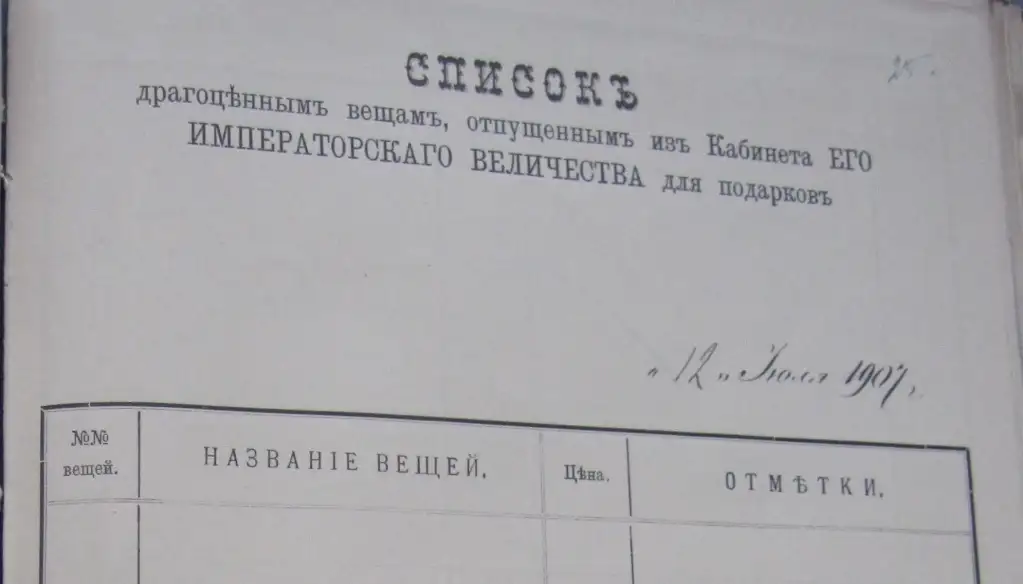 25.
СПИСОКЪ
драгоцѣннымъ вещамъ, отпущеннымъ изъ Кабинета ЕГО
ИМПЕРАТОРСКАГО ВЕЛИЧЕСТВА для подарковъ
„ 12 „ Іюля 1907 г.
№№ вещей.
НАЗВАНІЕ ВЕЩЕЙ.
Цѣна.
ОТМѢТКИ.